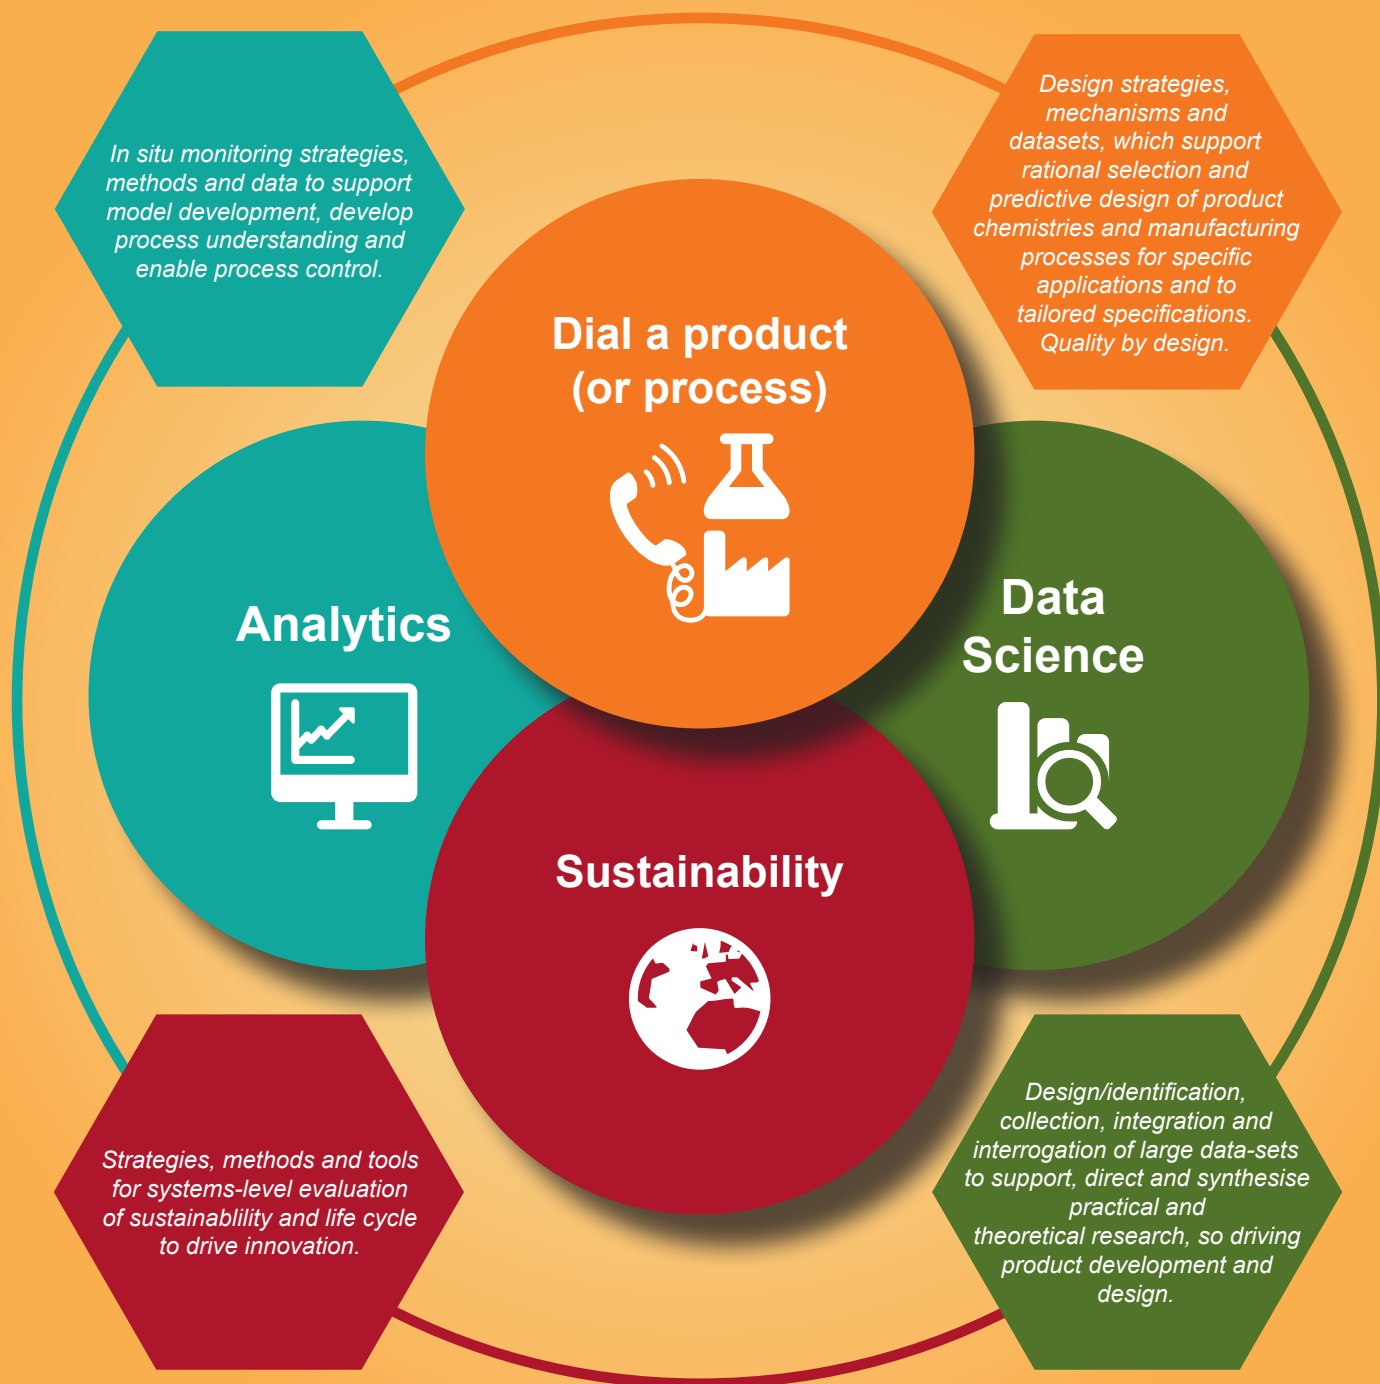 In situ monitoring strategies,
methods and data to support
model development, develop
process understanding and
enable process control.
Design strategies,
mechanisms and
datasets, which support
rational selection and
predictive design of product
chemistries and manufacturing
processes for specific
applications and to
tailored specifications.
Quality by design.
Dial a product
(or process)
Analytics
Data
Science
Sustainability
Strategies, methods and tools
for systems-level evaluation
of sustainablility and life cycle
to drive innovation.
Design/identification,
collection, integration and
interrogation of large data-sets
to support, direct and synthesise
practical and
theoretical research, so driving
product development and
design.